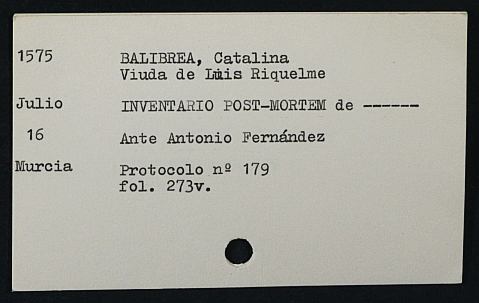 1575 BALIBREA, Catalina
Viuda de Luis Riquelme
Julio INVENTARIO POST-MORTEM de ------
16 Ante Antonio Fernández
Murcia Protocolo nº 179
fol. 273v.